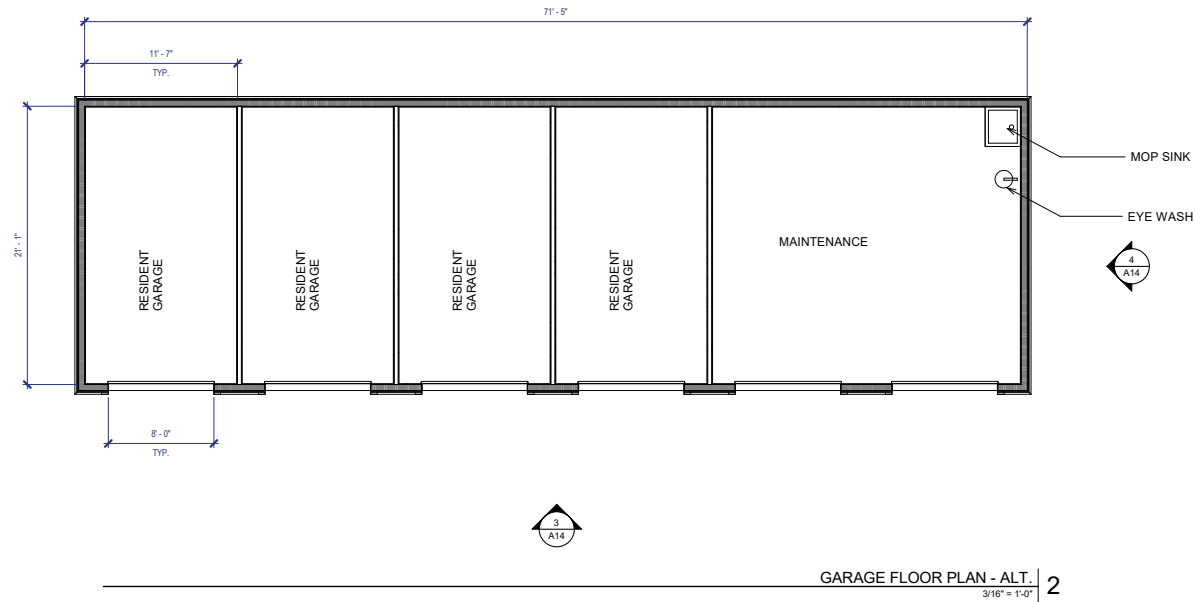 71' - 5"
11' - 7"
TYP.
21' - 1"
RESIDENT
GARAGE
RESIDENT
GARAGE
RESIDENT
GARAGE
RESIDENT
GARAGE
MAINTENANCE
MOP SINK
EYE WASH
4
A14
8' - 0"
TYP.
3
A14
GARAGE FLOOR PLAN - ALT.
2
3/16" = 1'-0"